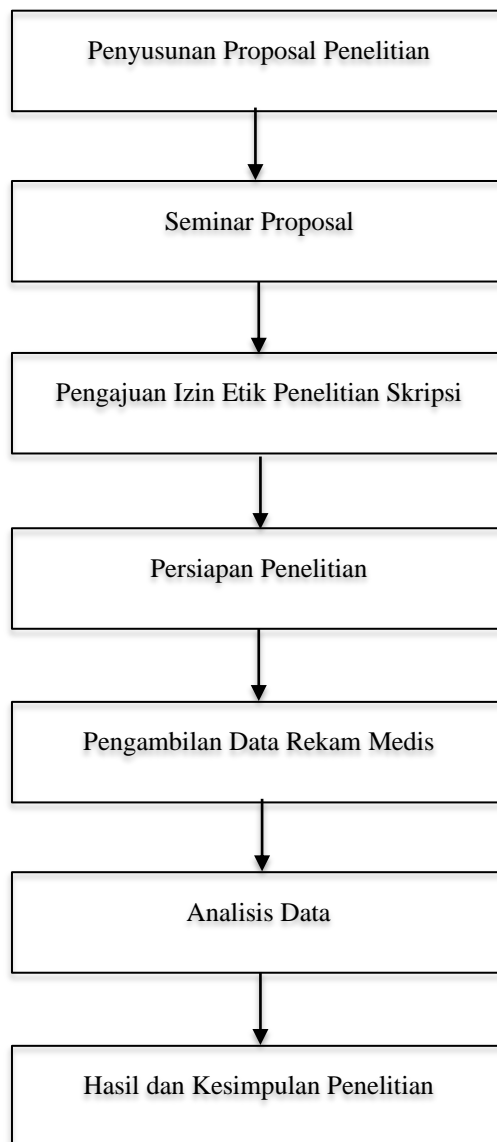 Penyusunan Proposal Penelitian
Seminar Proposal
Pengajuan Izin Etik Penelitian Skripsi
Persiapan Penelitian
Pengambilan Data Rekam Medis
Analisis Data
Hasil dan Kesimpulan Penelitian